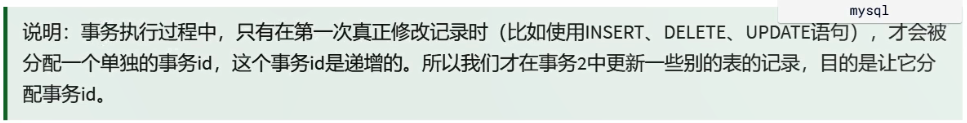 mysql
说明：事务执行过程中，只有在第一次真正修改记录时（比如使用INSERT、DELETE、UPDATE语句），才会被
分配一个单独的事务id，这个事务id是递增的。所以我们才在事务2中更新一些别的表的记录，目的是让它分
配事务id。